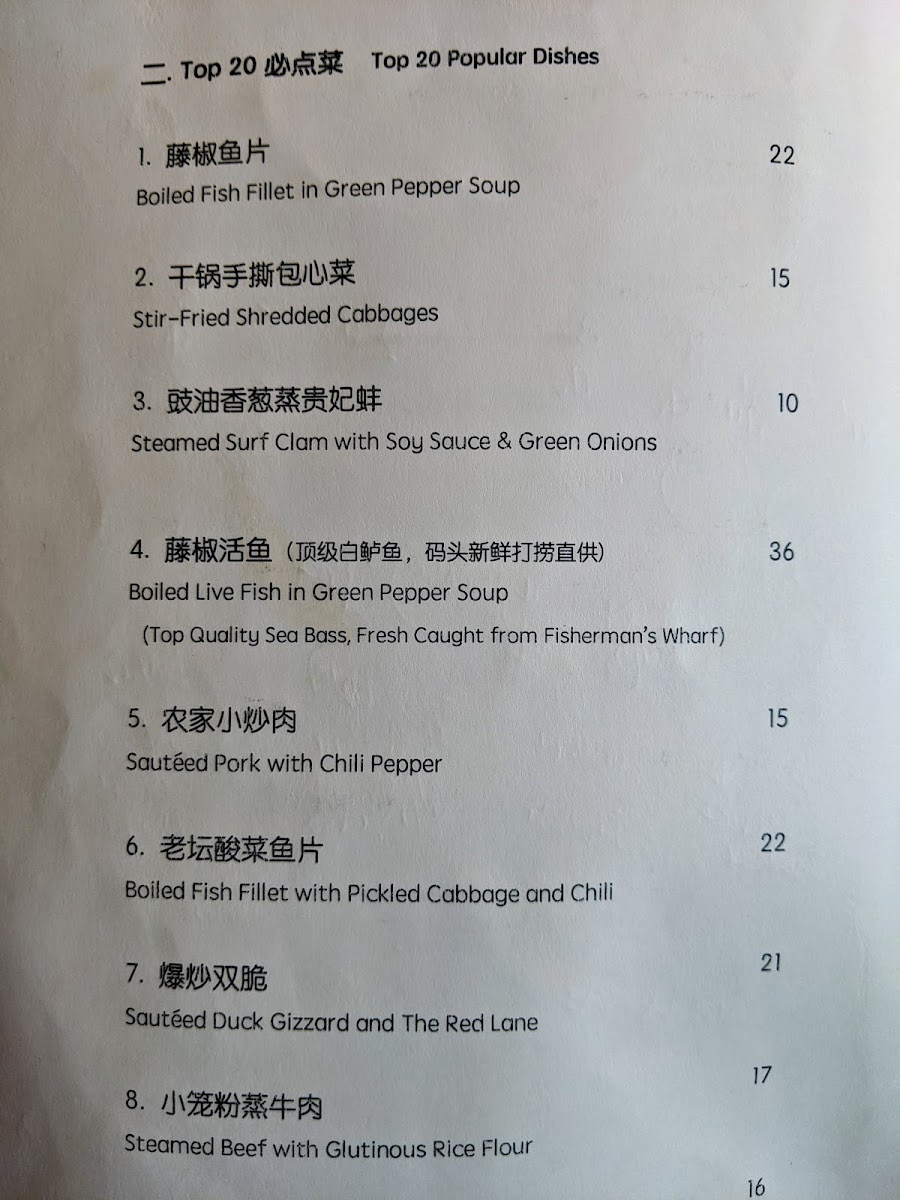 二. Top 20 必点菜 Top 20 Popular Dishes
1. 藤椒鱼片 22
Boiled Fish Fillet in Green Pepper Soup
2. 干锅手撕包心菜 15
Stir-Fried Shredded Cabbages
3. 豉油香葱蒸贵妃蚌 10
Steamed Surf Clam with Soy Sauce & Green Onions
4. 藤椒活鱼（顶级白鲈鱼，码头新鲜打捞直供） 36
Boiled Live Fish in Green Pepper Soup
(Top Quality Sea Bass, Fresh Caught from Fisherman's Wharf)
5. 农家小炒肉 15
Sautéed Pork with Chili Pepper
6. 老坛酸菜鱼片 22
Boiled Fish Fillet with Pickled Cabbage and Chili
7. 爆炒双脆 21
Sautéed Duck Gizzard and The Red Lane
8. 小笼粉蒸牛肉 17
Steamed Beef with Glutinous Rice Flour
16